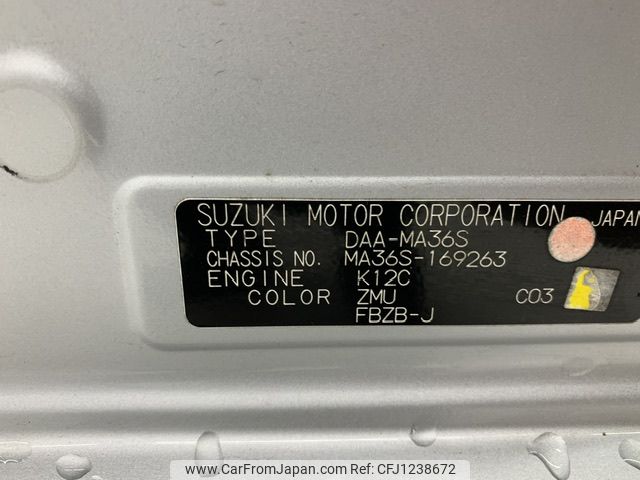 SUZUKI MOTOR CORPORATION JAPAN
TYPE DAA-MA36S
CHASSIS NO. MA36S-169263
ENGINE K12C
COLOR ZMU C03
FBZB-J
www.CarFromJapan.com | CFJ1238672